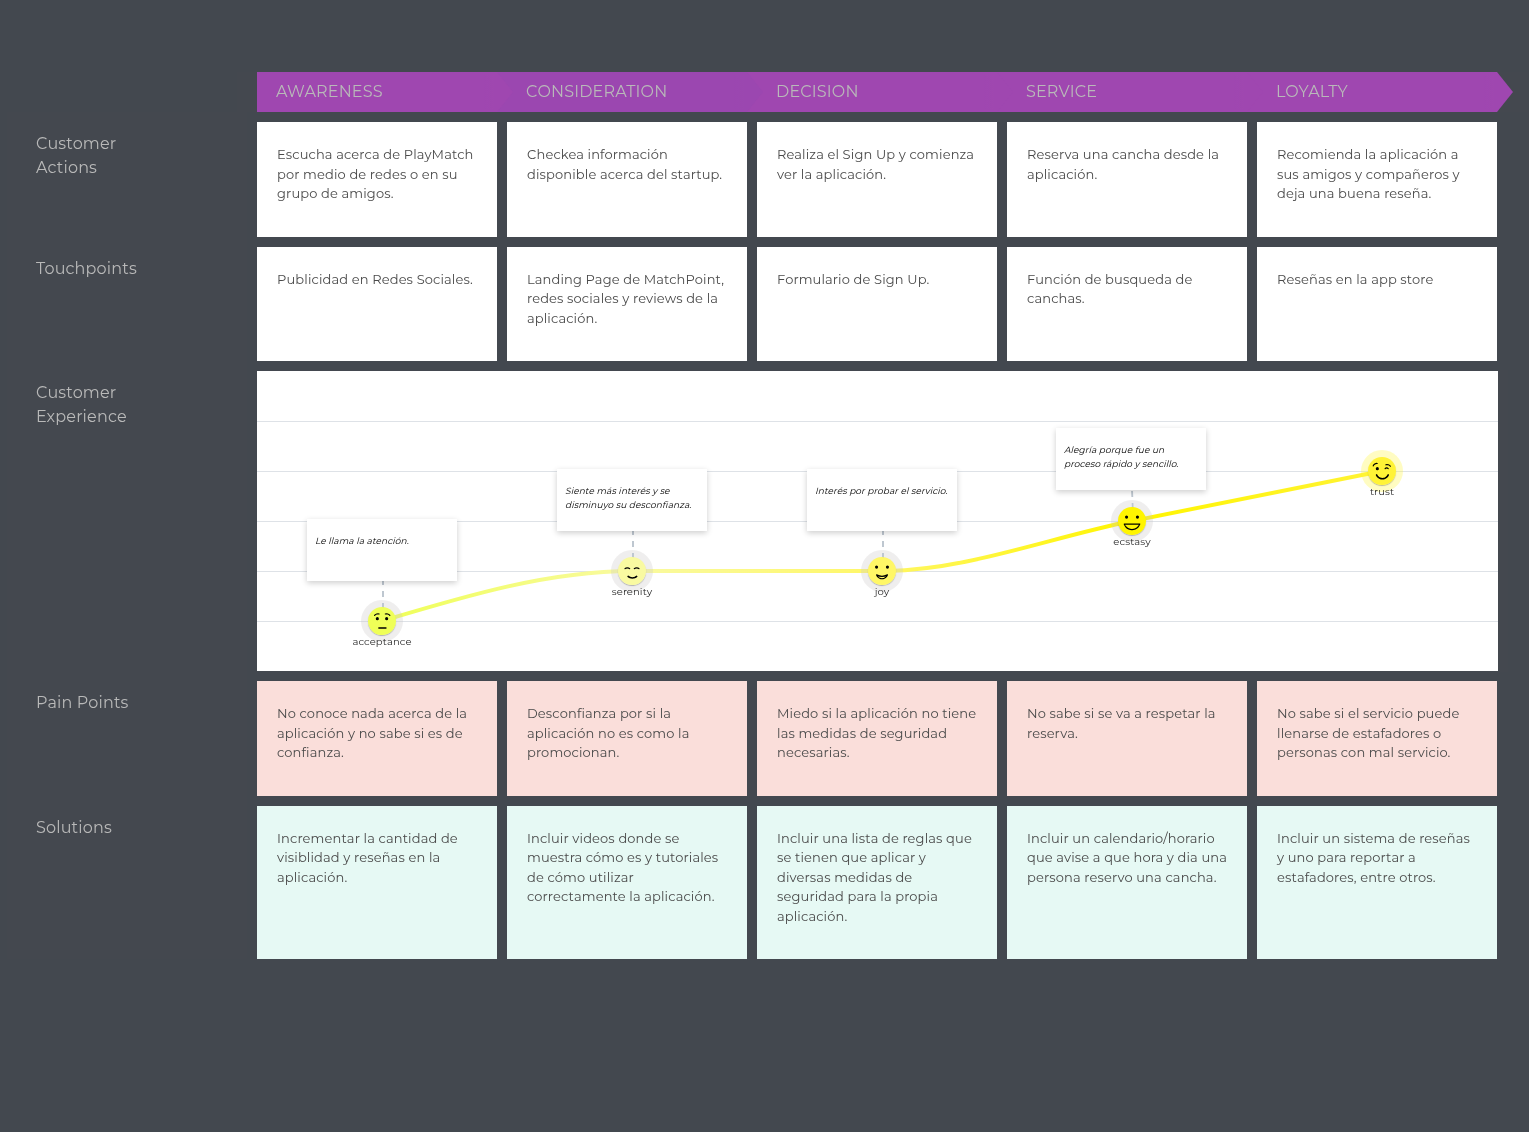 AWARENESS
CONSIDERATION
DECISION
SERVICE
LOYALTY
Customer
Actions
Escucha acerca de PlayMatch
por medio de redes o en su
grupo de amigos.
Checkea información
disponible acerca del startup.
Realiza el Sign Up y comienza
ver la aplicación.
Reserva una cancha desde la
aplicación.
Recomienda la aplicación a
sus amigos y compañeros y
deja una buena reseña.
Touchpoints
Publicidad en Redes Sociales.
Landing Page de MatchPoint,
redes sociales y reviews de la
aplicación.
Formulario de Sign Up.
Función de busqueda de
canchas.
Reseñas en la app store
Customer
Experience
Le llama la atención.
acceptance
Siente más interés y se
disminuyo su desconfianza.
serenity
Interés por probar el servicio.
joy
Alegría porque fue un
proceso rápido y sencillo.
ecstasy
trust
Pain Points
No conoce nada acerca de la
aplicación y no sabe si es de
confianza.
Desconfianza por si la
aplicación no es como la
promocionan.
Miedo si la aplicación no tiene
las medidas de seguridad
necesarias.
No sabe si se va a respetar la
reserva.
No sabe si el servicio puede
llenarse de estafadores o
personas con mal servicio.
Solutions
Incrementar la cantidad de
visiblidad y reseñas en la
aplicación.
Incluir videos donde se
muestra cómo es y tutoriales
de cómo utilizar
correctamente la aplicación.
Incluir una lista de reglas que
se tienen que aplicar y
diversas medidas de
seguridad para la propia
aplicación.
Incluir un calendario/horario
que avise a que hora y dia una
persona reservo una cancha.
Incluir un sistema de reseñas
y uno para reportar a
estafadores, entre otros.